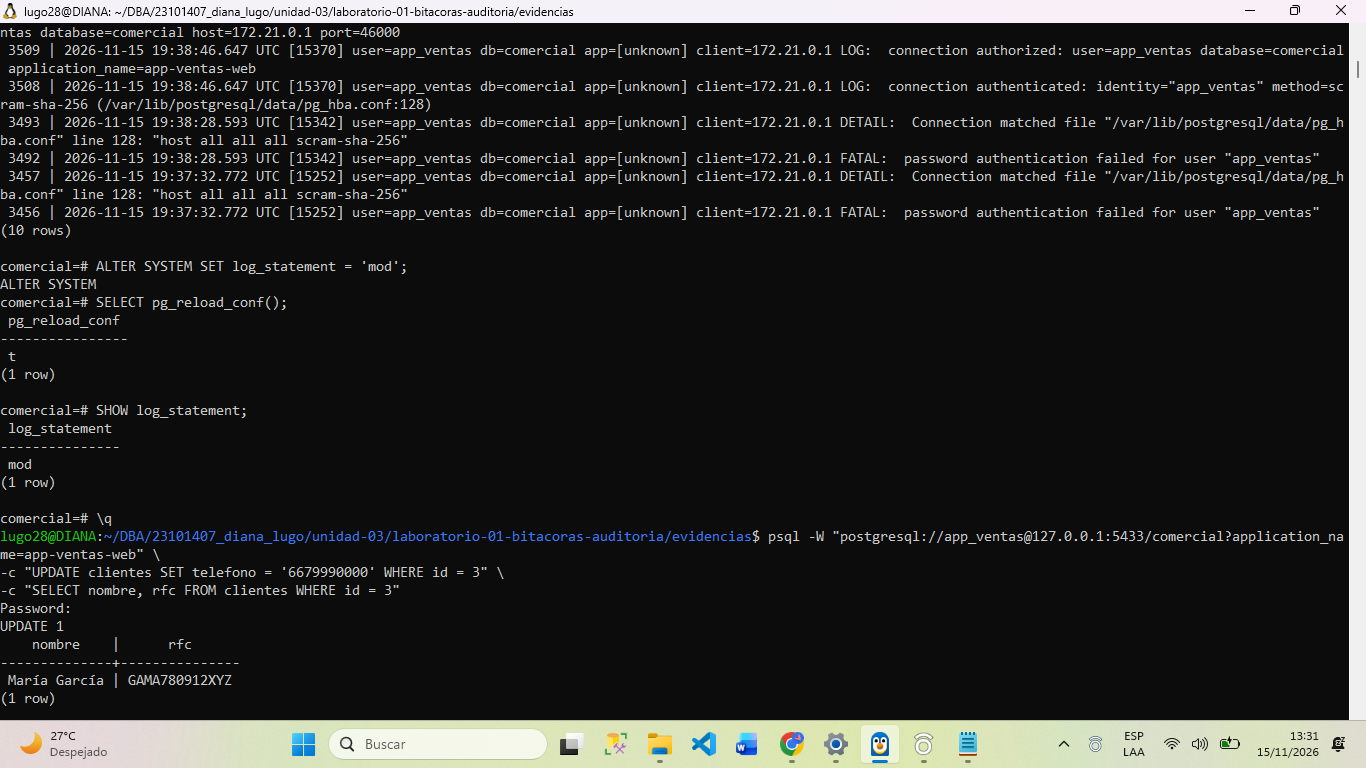 lugo28@DIANA: ~/DBA/23101407_diana_lugo/unidad-03/laboratorio-01-bitacoras-auditoria/evidencias
ntas database=comercial host=172.21.0.1 port=46000
 3509 | 2026-11-15 19:38:46.647 UTC [15370] user=app_ventas db=comercial app=[unknown] client=172.21.0.1 LOG:  connection authorized: user=app_ventas database=comercial
 application_name=app-ventas-web
 3508 | 2026-11-15 19:38:46.647 UTC [15370] user=app_ventas db=comercial app=[unknown] client=172.21.0.1 LOG:  connection authenticated: identity="app_ventas" method=sc
ram-sha-256 (/var/lib/postgresql/data/pg_hba.conf:128)
 3493 | 2026-11-15 19:38:28.593 UTC [15342] user=app_ventas db=comercial app=[unknown] client=172.21.0.1 DETAIL:  Connection matched file "/var/lib/postgresql/data/pg_h
ba.conf" line 128: "host all all all scram-sha-256"
 3492 | 2026-11-15 19:38:28.593 UTC [15342] user=app_ventas db=comercial app=[unknown] client=172.21.0.1 FATAL:  password authentication failed for user "app_ventas"
 3457 | 2026-11-15 19:37:32.772 UTC [15252] user=app_ventas db=comercial app=[unknown] client=172.21.0.1 DETAIL:  Connection matched file "/var/lib/postgresql/data/pg_h
ba.conf" line 128: "host all all all scram-sha-256"
 3456 | 2026-11-15 19:37:32.772 UTC [15252] user=app_ventas db=comercial app=[unknown] client=172.21.0.1 FATAL:  password authentication failed for user "app_ventas"
(10 rows)
comercial=# ALTER SYSTEM SET log_statement = 'mod';
ALTER SYSTEM
comercial=# SELECT pg_reload_conf();
 pg_reload_conf
----------------
 t
(1 row)
comercial=# SHOW log_statement;
 log_statement
---------------
 mod
(1 row)
comercial=# \q
lugo28@DIANA:~/DBA/23101407_diana_lugo/unidad-03/laboratorio-01-bitacoras-auditoria/evidencias$ psql -W "postgresql://app_ventas@127.0.0.1:5433/comercial?application_na
me=app-ventas-web" \
-c "UPDATE clientes SET telefono = '6679990000' WHERE id = 3" \
-c "SELECT nombre, rfc FROM clientes WHERE id = 3"
Password:
UPDATE 1
    nombre    |      rfc
--------------+---------------
 María García | GAMA780912XYZ
(1 row)
27°C
Despejado
Buscar
ESP
LAA
13:31
15/11/2026